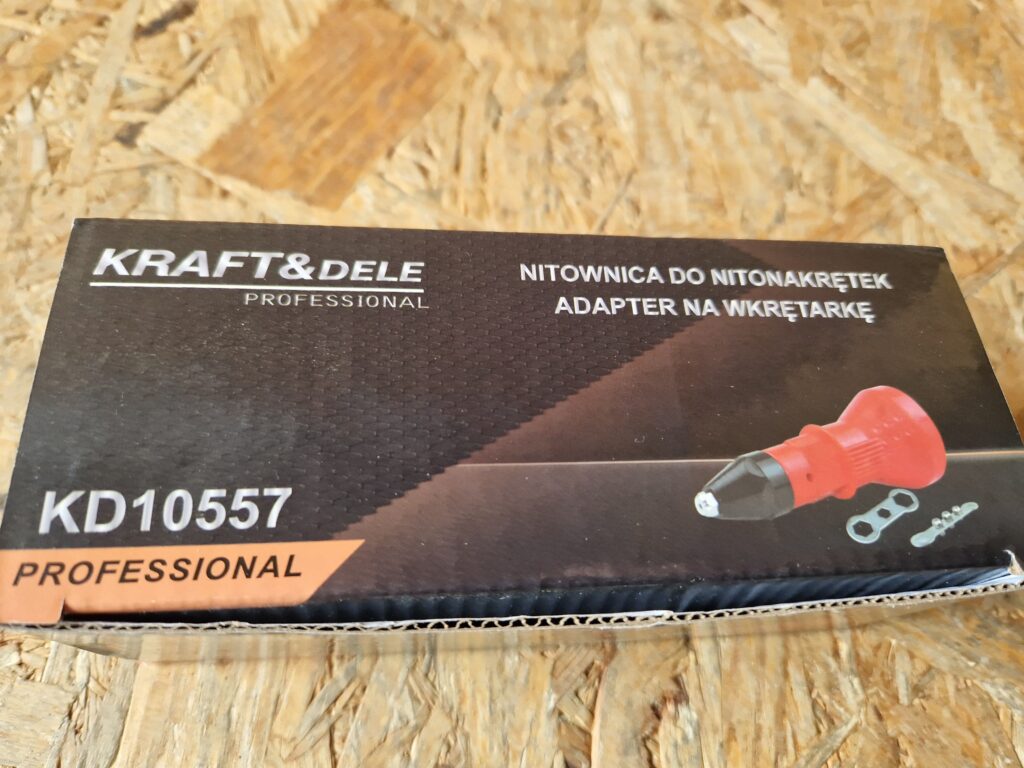 KRAFT&DELE
PROFESSIONAL
NITOWNICA DO NITONAKRĘTEK
ADAPTER NA WKRĘTARKĘ
KD10557
PROFESSIONAL